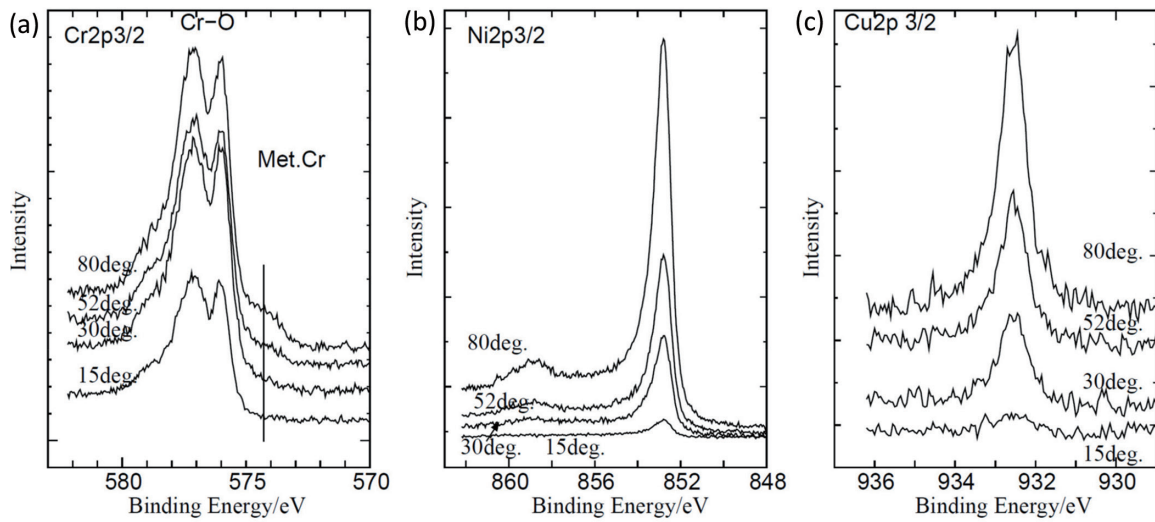 (a)
Cr2p3/2
Cr−O
Met.Cr
80deg.
52deg.
30deg.
15deg.
Intensity
580
575
570
Binding Energy/eV
(b)
Ni2p3/2
80deg.
52deg.
30deg.
15deg.
Intensity
860
856
852
848
Binding Energy/eV
(c)
Cu2p 3/2
80deg.
52deg.
30deg.
15deg.
Intensity
936
934
932
930
Binding Energy/eV